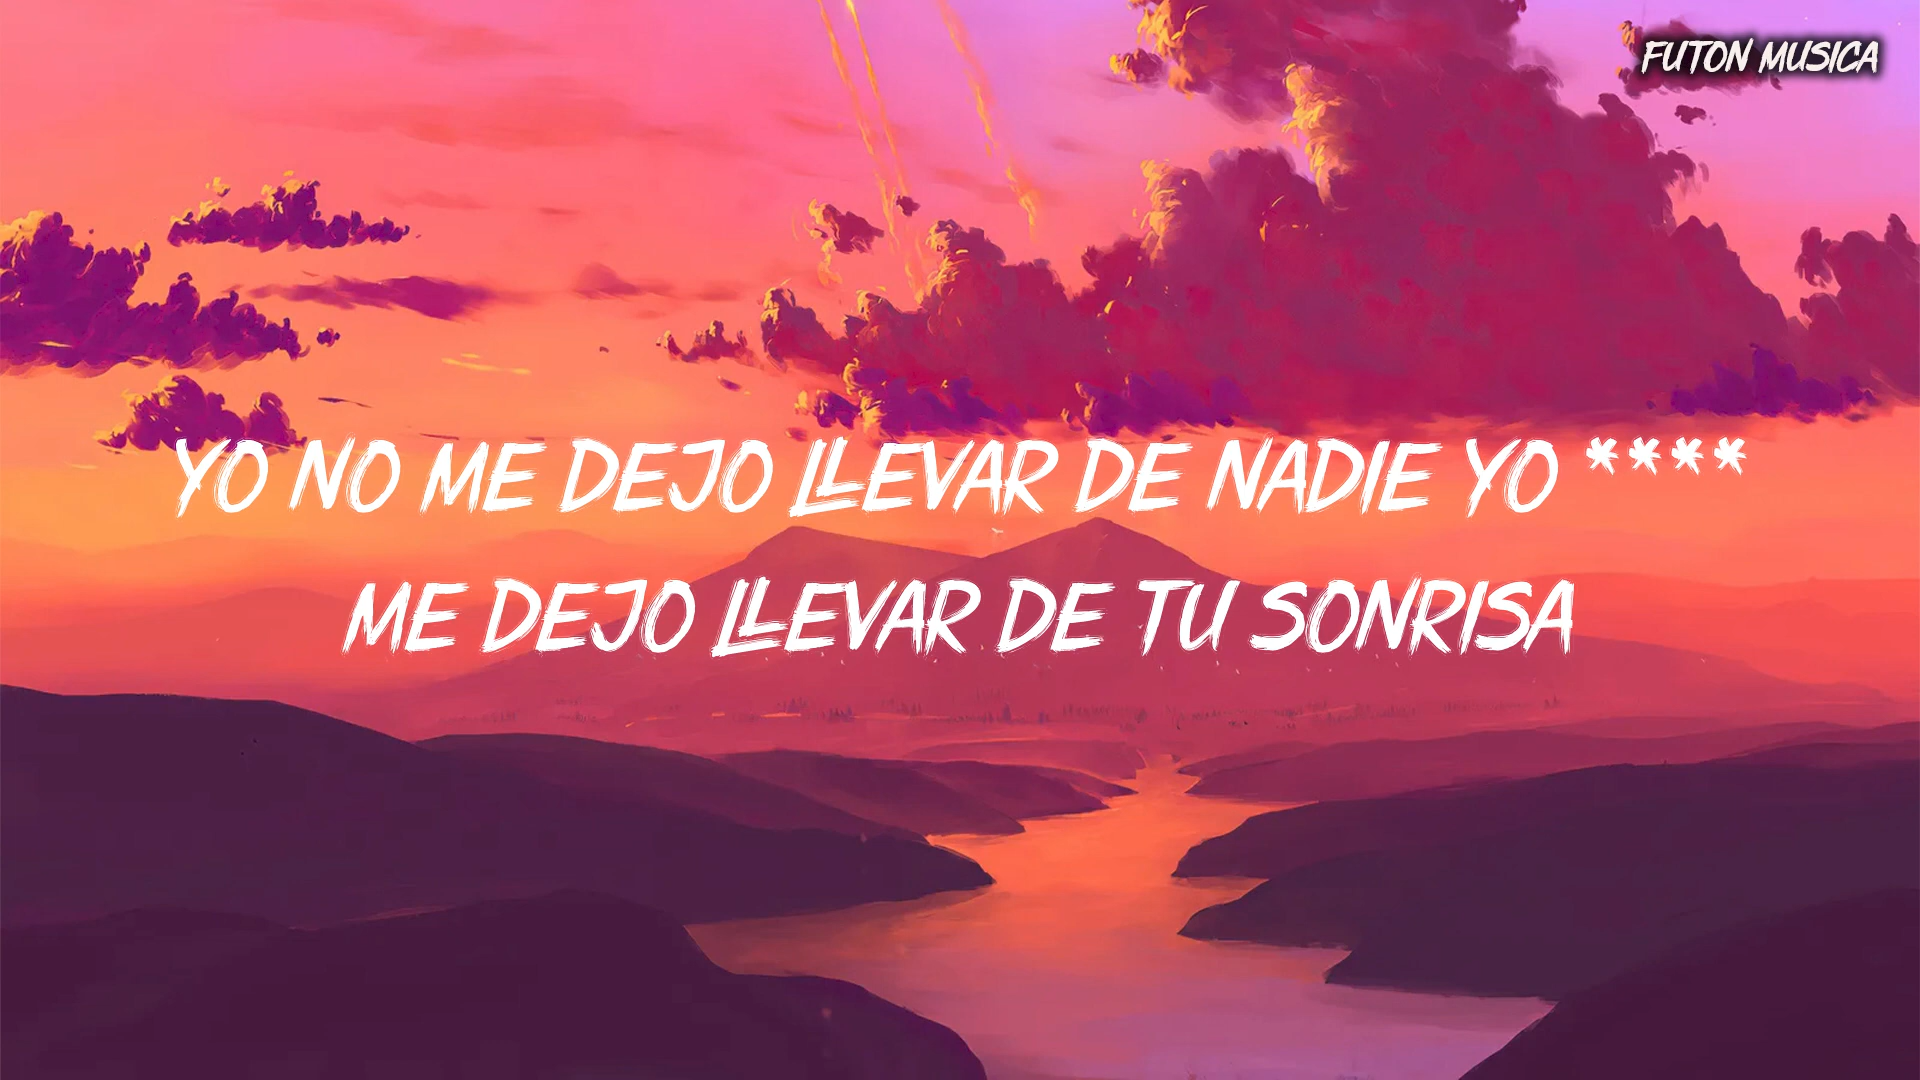 FUTON MUSICA
YO NO ME DEJO LLEVAR DE NADIE YO ****
ME DEJO LLEVAR DE TU SONRISA